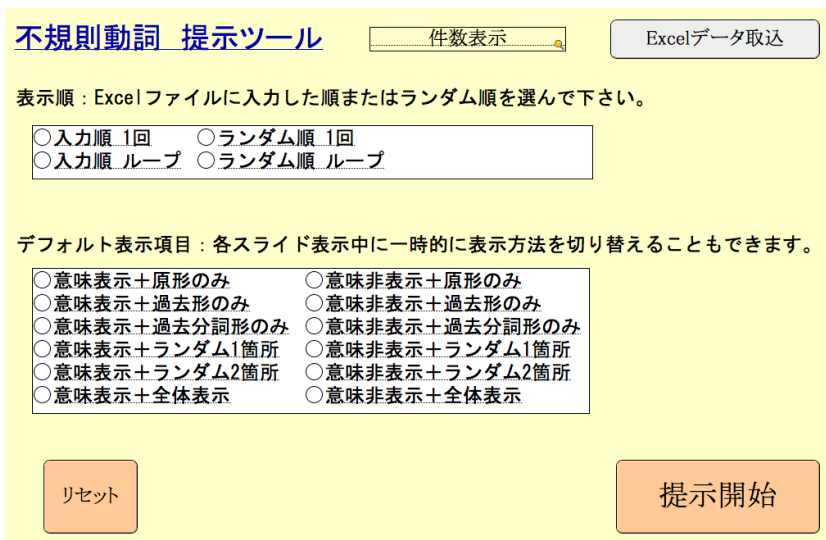 不規則動詞 提示ツール 件数表示 Excelデータ取込
表示順：Excelファイルに入力した順またはランダム順を選んで下さい。
○入力順 1回 ○ランダム順 1回
○入力順 ループ ○ランダム順 ループ
デフォルト表示項目：各スライド表示中に一時的に表示方法を切り替えることもできます。
○意味表示＋原形のみ ○意味非表示＋原形のみ
○意味表示＋過去形のみ ○意味非表示＋過去形のみ
○意味表示＋過去分詞形のみ ○意味非表示＋過去分詞形のみ
○意味表示＋ランダム1箇所 ○意味非表示＋ランダム1箇所
○意味表示＋ランダム2箇所 ○意味非表示＋ランダム2箇所
○意味表示＋全体表示 ○意味非表示＋全体表示
リセット 提示開始